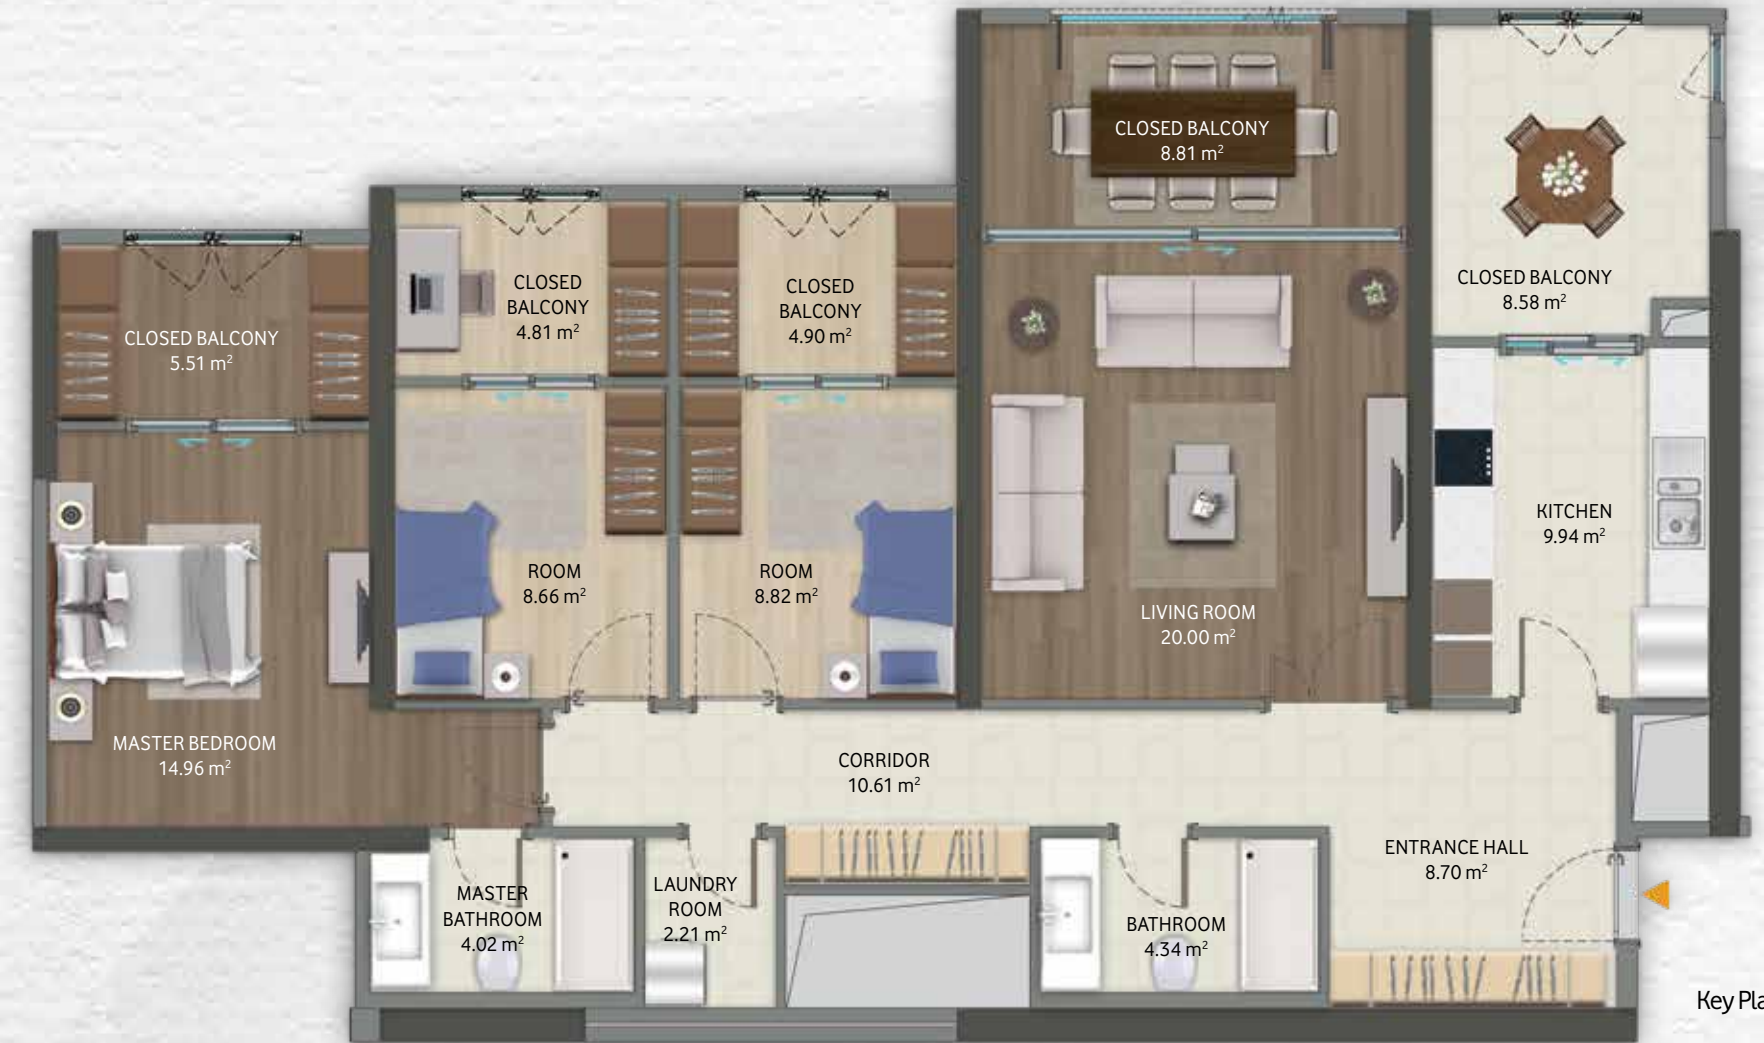 CLOSED BALCONY
8.81 m²
CLOSED BALCONY
8.58 m²
CLOSED
BALCONY
4.81 m²
CLOSED
BALCONY
4.90 m²
CLOSED BALCONY
5.51 m²
KITCHEN
9.94 m²
ROOM
8.66 m²
ROOM
8.82 m²
LIVING ROOM
20.00 m²
MASTER BEDROOM
14.96 m²
CORRIDOR
10.61 m²
ENTRANCE HALL
8.70 m²
MASTER
BATHROOM
4.02 m²
LAUNDRY
ROOM
2.21 m²
BATHROOM
4.34 m²
Key Pla